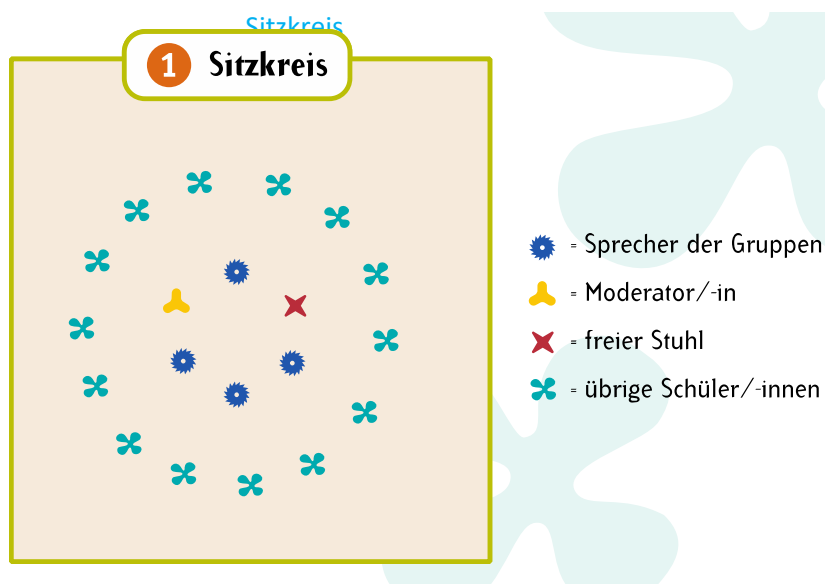 Sitzkreis
1 Sitzkreis
= Sprecher der Gruppen
= Moderator/-in
= freier Stuhl
= übrige Schüler/-innen